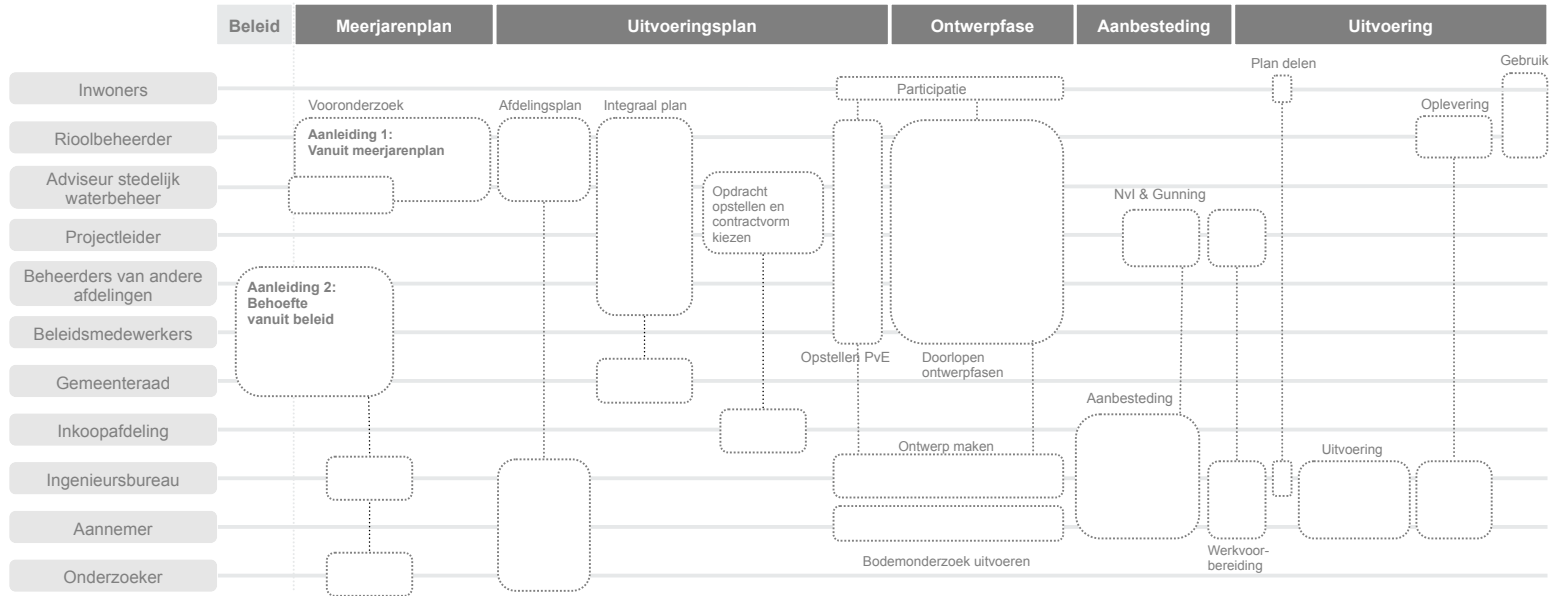 Beleid
Meerjarenplan
Uitvoeringsplan
Ontwerpfase
Aanbesteding
Uitvoering
Plan delen
Gebruik
Inwoners
Participatie
Vooronderzoek
Afdelingsplan
Integraal plan
Oplevering
Rioolbeheerder
Aanleiding 1:
Vanuit meerjarenplan
Adviseur stedelijk
waterbeheer
Opdracht
opstellen en
contractvorm
kiezen
NvI & Gunning
Projectleider
Beheerders van andere
afdelingen
Aanleiding 2:
Behoefte
vanuit beleid
Beleidsmedewerkers
Opstellen PvE
Doorlopen
ontwerpfasen
Gemeenteraad
Aanbesteding
Inkoopafdeling
Ontwerp maken
Uitvoering
Ingenieursbureau
Aannemer
Werkvoor-
bereiding
Bodemonderzoek uitvoeren
Onderzoeker